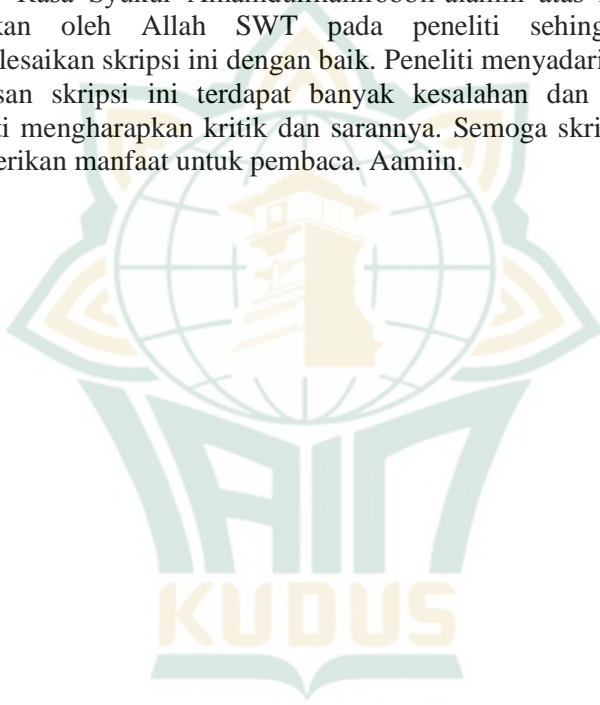 Rasa Syukur Alhamdulillahirobbil-alamin atas
kan oleh Allah SWT pada peneliti sehing
lesaikan skripsi ini dengan baik. Peneliti menyadari
san skripsi ini terdapat banyak kesalahan dan
ti mengharapkan kritik dan sarannya. Semoga skri
erikan manfaat untuk pembaca. Aamiin.
IAIN
KUDUS